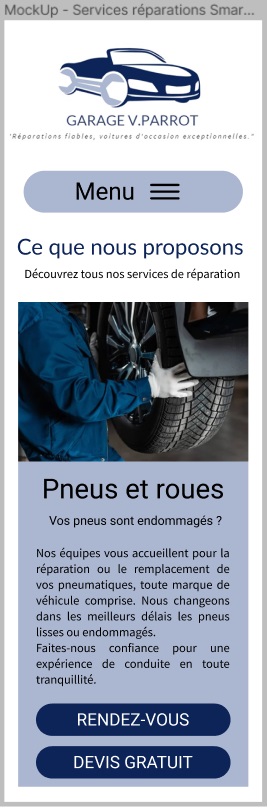 MockUp - Services réparations Smar...
GARAGE V.PARROT
"Réparations fiables, voitures d'occasion exceptionnelles."
Menu
Ce que nous proposons
Découvrez tous nos services de réparation
Pneus et roues
Vos pneus sont endommagés ?
Nos équipes vous accueillent pour la
réparation ou le remplacement de
vos pneumatiques, toute marque de
véhicule comprise. Nous changeons
dans les meilleurs délais les pneus
lisses ou endommagés.
Faites-nous confiance pour une
expérience de conduite en toute
tranquillité.
RENDEZ-VOUS
DEVIS GRATUIT